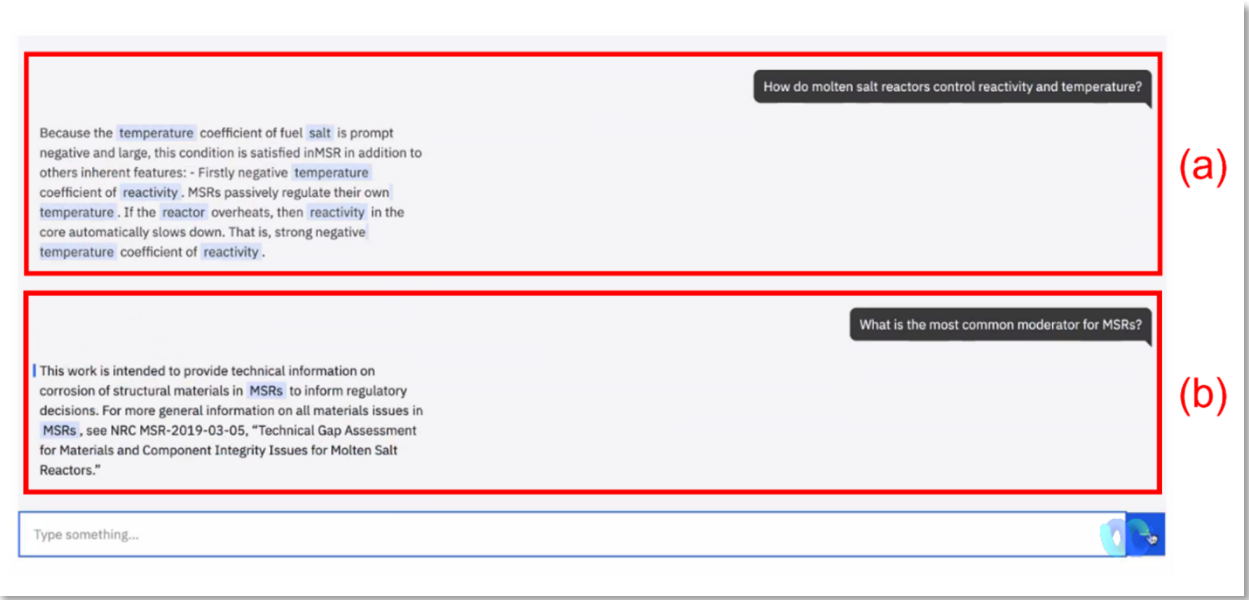 How do molten salt reactors control reactivity and temperature?
Because the temperature coefficient of fuel salt is prompt
negative and large, this condition is satisfied inMSR in addition to
others inherent features: - Firstly negative temperature
coefficient of reactivity . MSRs passively regulate their own
temperature . If the reactor overheats, then reactivity in the
core automatically slows down. That is, strong negative
temperature coefficient of reactivity .
(a)
What is the most common moderator for MSRs?
This work is intended to provide technical information on
corrosion of structural materials in MSRs to inform regulatory
decisions. For more general information on all materials issues in
MSRs , see NRC MSR-2019-03-05, “Technical Gap Assessment
for Materials and Component Integrity Issues for Molten Salt
Reactors.”
(b)
Type something...